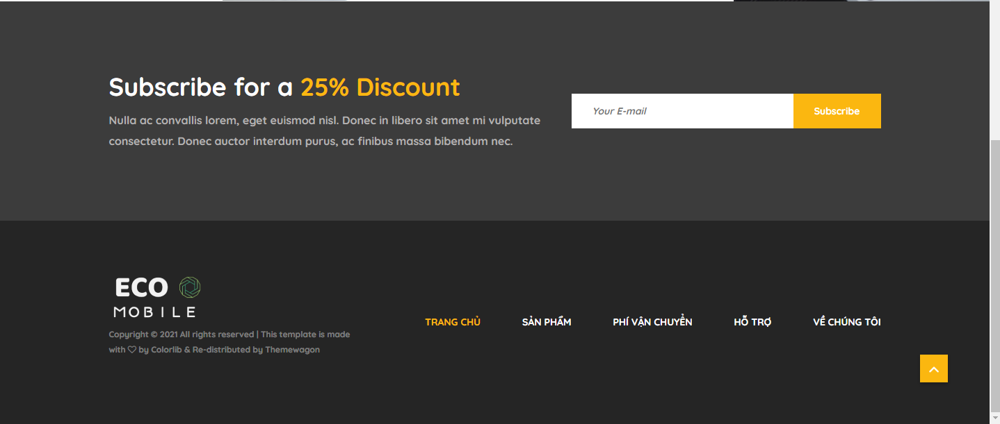 Subscribe for a 25% Discount
Nulla ac convallis lorem, eget euismod nisl. Donec in libero sit amet mi vulputate
consectetur. Donec auctor interdum purus, ac finibus massa bibendum nec.
Your E-mail
Subscribe
ECO
MOBILE
Copyright © 2021 All rights reserved | This template is made
with ♡ by Colorlib & Re-distributed by Themewagon
TRANG CHỦ
SẢN PHẨM
PHÍ VẬN CHUYỂN
HỖ TRỢ
VỀ CHÚNG TÔI